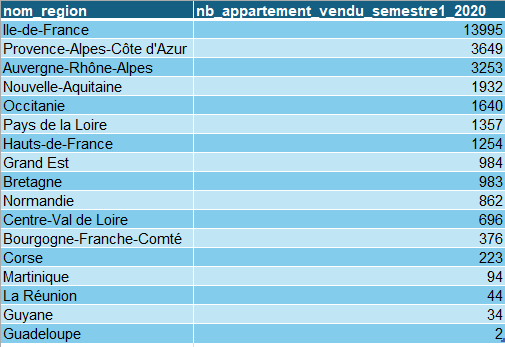 nom_region nb_appartement_vendu_semestre1_2020
Ile-de-France 13995
Provence-Alpes-Côte d'Azur 3649
Auvergne-Rhône-Alpes 3253
Nouvelle-Aquitaine 1932
Occitanie 1640
Pays de la Loire 1357
Hauts-de-France 1254
Grand Est 984
Bretagne 983
Normandie 862
Centre-Val de Loire 696
Bourgogne-Franche-Comté 376
Corse 223
Martinique 94
La Réunion 44
Guyane 34
Guadeloupe 2